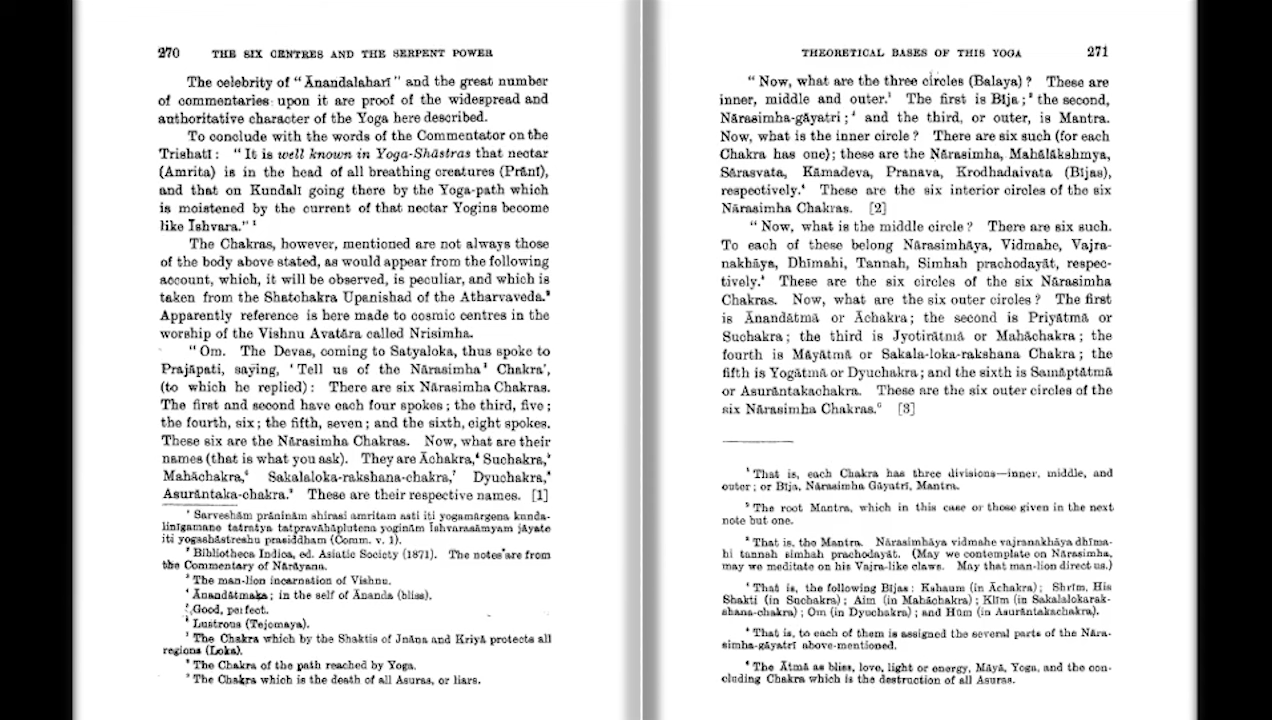 270 THE SIX CENTRES AND THE SERPENT POWER
The celebrity of “Ānandalaharī” and the great number
of commentaries upon it are proof of the widespread and
authoritative character of the Yoga here described.
To conclude with the words of the Commentator on the
Trishatī: “It is well known in Yoga-Shāstras that nectar
(Amrita) is in the head of all breathing creatures (Prānī),
and that on Kundalī going there by the Yoga-path which
is moistened by the current of that nectar Yogins become
like Īshvara.” ¹
The Chakras, however, mentioned are not always those
of the body above stated, as would appear from the following
account, which, it will be observed, is peculiar, and which is
taken from the Shatchakra Upanishad of the Atharvaveda.²
Apparently reference is here made to cosmic centres in the
worship of the Vishnu Avatāra called Nrisimha.
“Om. The Devas, coming to Satyaloka, thus spoke to
Prajāpati, saying, ‘Tell us of the Nārasimha³ Chakra’,
(to which he replied): There are six Nārasimha Chakras.
The first and second have each four spokes; the third, five;
the fourth, six; the fifth, seven; and the sixth, eight spokes.
These six are the Nārasimha Chakras. Now, what are their
names (that is what you ask). They are Āchakra,⁴ Suchakra,⁵
Mahāchakra,⁶ Sakalaloka-rakshana-chakra,⁷ Dyuchakra,⁸
Asurāntaka-chakra.⁹ These are their respective names. [1]
¹ Sarveshām prāninām shirasi amritam asti iti yogamārgena kunda-
linīgamane tatratya tatpravāhāplutena yoginām Īshvarasāmyam jāyate
iti yogashāstreshu prasiddham (Comm. v. 1).
² Bibliotheca Indica, ed. Asiatic Society (1871). The notes are from
the Commentary of Nārāyana.
³ The man-lion incarnation of Vishnu.
⁴ Ānandātmaka; in the self of Ānanda (bliss).
⁵ Good, perfect.
⁶ Lustrous (Tejomaya).
⁷ The Chakra which by the Shaktis of Jnāna and Kriyā protects all
regions (Loka).
⁸ The Chakra of the path reached by Yoga.
⁹ The Chakra which is the death of all Asuras, or liars.
THEORETICAL BASES OF THIS YOGA 271
“Now, what are the three circles (Balaya)? These are
inner, middle and outer.¹ The first is Bīja;² the second,
Nārasimha-gāyatrī;³ and the third, or outer, is Mantra.
Now, what is the inner circle? There are six such (for each
Chakra has one); these are the Nārasimha, Mahālākshmya,
Sārasvata, Kāmadeva, Pranava, Krodhadaivata (Bījas),
respectively.⁴ These are the six interior circles of the six
Nārasimha Chakras. [2]
“Now, what is the middle circle? There are six such.
To each of these belong Nārasimhāya, Vidmahe, Vajra-
nakhāya, Dhīmahi, Tannah, Simhah prachodayāt, respec-
tively.⁵ These are the six circles of the six Nārasimha
Chakras. Now, what are the six outer circles? The first
is Ānandātmā or Āchakra; the second is Priyātmā or
Suchakra; the third is Jyotirātmā or Mahāchakra; the
fourth is Māyātmā or Sakala-loka-rakshana Chakra; the
fifth is Yogātmā or Dyuchakra; and the sixth is Samāptātmā
or Asurāntakachakra. These are the six outer circles of the
six Nārasimha Chakras.⁶ [3]
¹ That is, each Chakra has three divisions—inner, middle, and
outer; or Bīja, Nārasimha Gāyatrī, Mantra.
² The root Mantra, which in this case or those given in the next
note but one.
³ That is, the Mantra. Nārasimhāya vidmahe vajranakhāya dhīma-
hi tannah simhah prachodayāt. (May we contemplate on Nārasimha,
may we meditate on his Vajra-like claws. May that man-lion direct us.)
⁴ That is, the following Bījas: Kshaum (in Āchakra); Shrīm, His
Shakti (in Suchakra); Aim (in Mahāchakra); Klīm (in Sakalalokarak-
shana-chakra); Om (in Dyuchakra); and Hūm (in Asurāntakachakra).
⁵ That is, to each of them is assigned the several parts of the Nāra-
simha-gāyatrī above-mentioned.
⁶ The Ātmā as bliss, love, light or energy, Māyā, Yoga, and the con-
cluding Chakra which is the destruction of all Asuras.